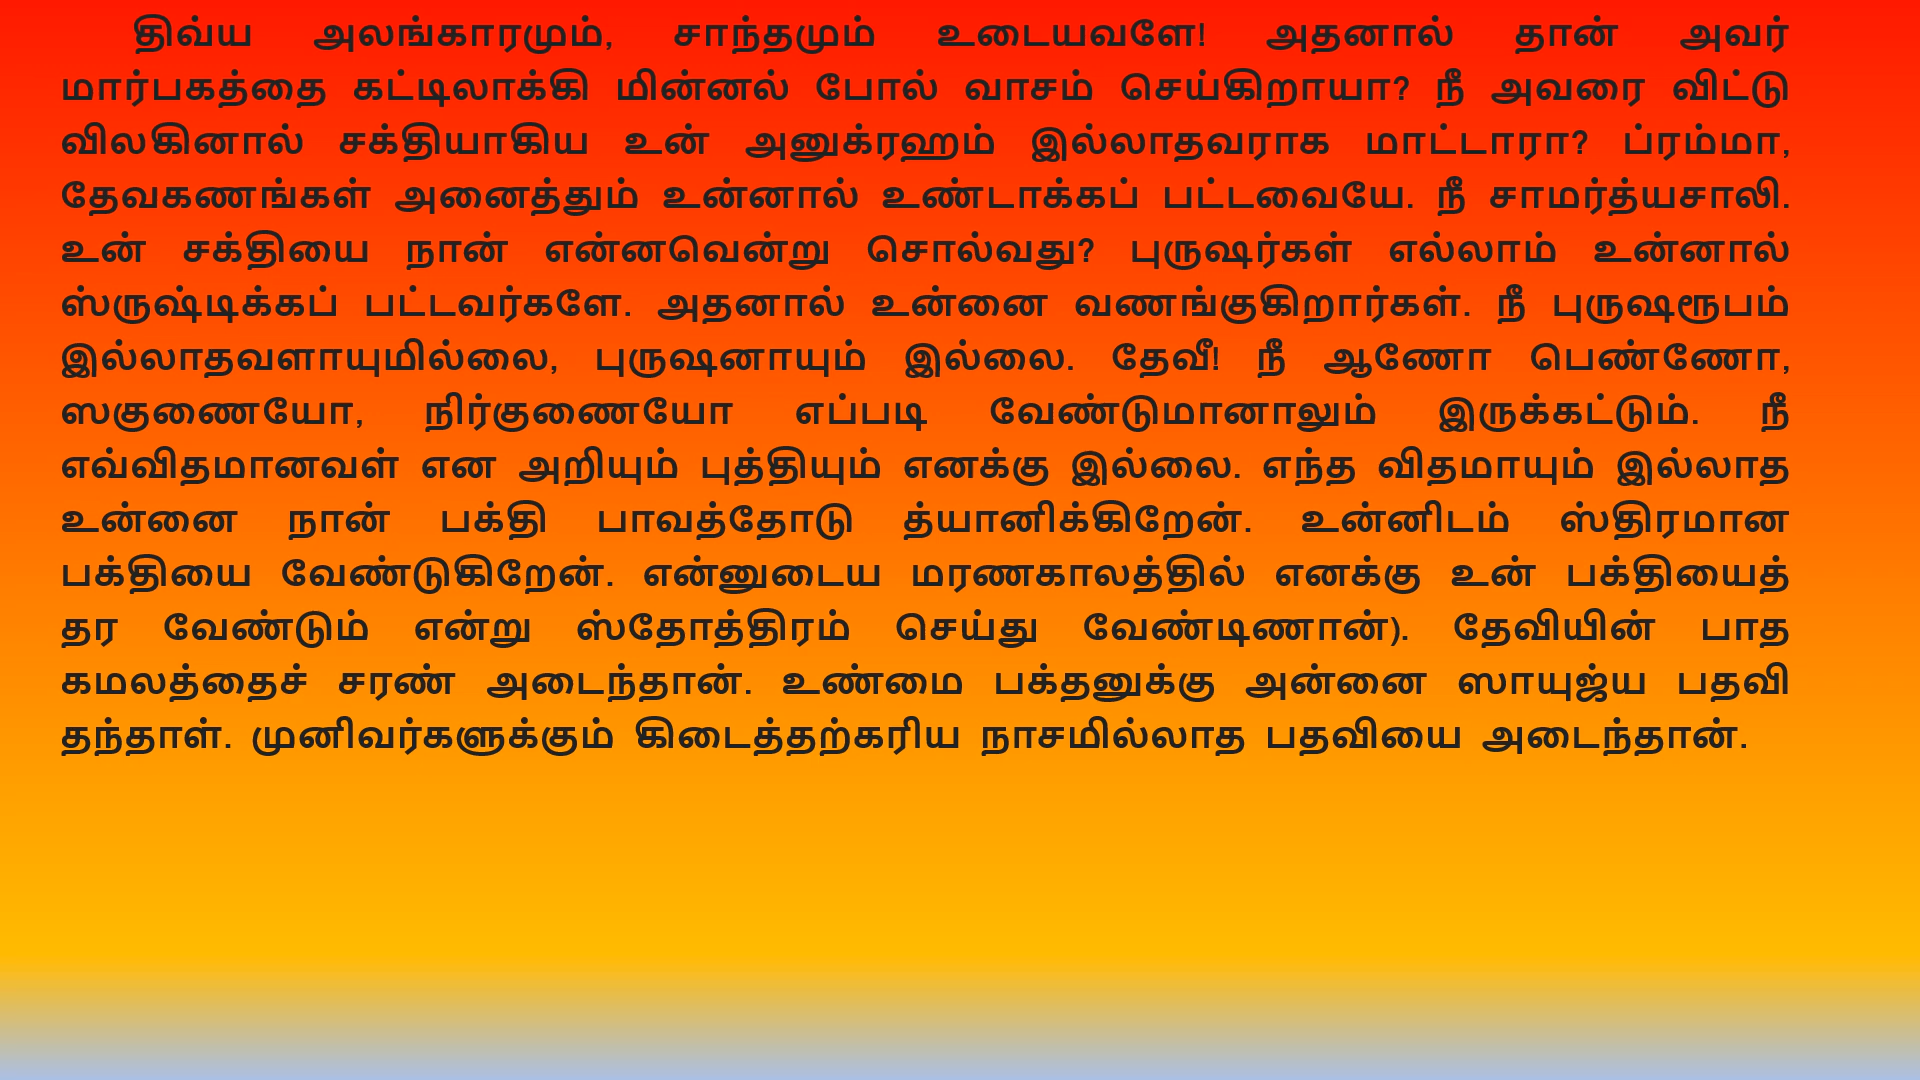 திவ்ய அலங்காரமும், சாந்தமும் உடையவளே! அதனால் தான் அவர்
மார்பகத்தை கட்டிலாக்கி மின்னல் போல் வாசம் செய்கிறாயா? நீ அவரை விட்டு
விலகினால் சக்தியாகிய உன் அனுக்ரஹம் இல்லாதவராக மாட்டாரா? ப்ரம்மா,
தேவகணங்கள் அனைத்தும் உன்னால் உண்டாக்கப் பட்டவையே. நீ சாமர்த்யசாலி.
உன் சக்தியை நான் என்னவென்று சொல்வது? புருஷர்கள் எல்லாம் உன்னால்
ஸ்ருஷ்டிக்கப் பட்டவர்களே. அதனால் உன்னை வணங்குகிறார்கள். நீ புருஷரூபம்
இல்லாதவளாயுமில்லை, புருஷனாயும் இல்லை. தேவீ! நீ ஆணோ பெண்ணோ,
ஸகுணையோ, நிர்குணையோ எப்படி வேண்டுமானாலும் இருக்கட்டும். நீ
எவ்விதமானவள் என அறியும் புத்தியும் எனக்கு இல்லை. எந்த விதமாயும் இல்லாத
உன்னை நான் பக்தி பாவத்தோடு த்யானிக்கிறேன். உன்னிடம் ஸ்திரமான
பக்தியை வேண்டுகிறேன். என்னுடைய மரணகாலத்தில் எனக்கு உன் பக்தியைத்
தர வேண்டும் என்று ஸ்தோத்திரம் செய்து வேண்டிணான்). தேவியின் பாத
கமலத்தைச் சரண் அடைந்தான். உண்மை பக்தனுக்கு அன்னை ஸாயுஜ்ய பதவி
தந்தாள். முனிவர்களுக்கும் கிடைத்தற்கரிய நாசமில்லாத பதவியை அடைந்தான்.